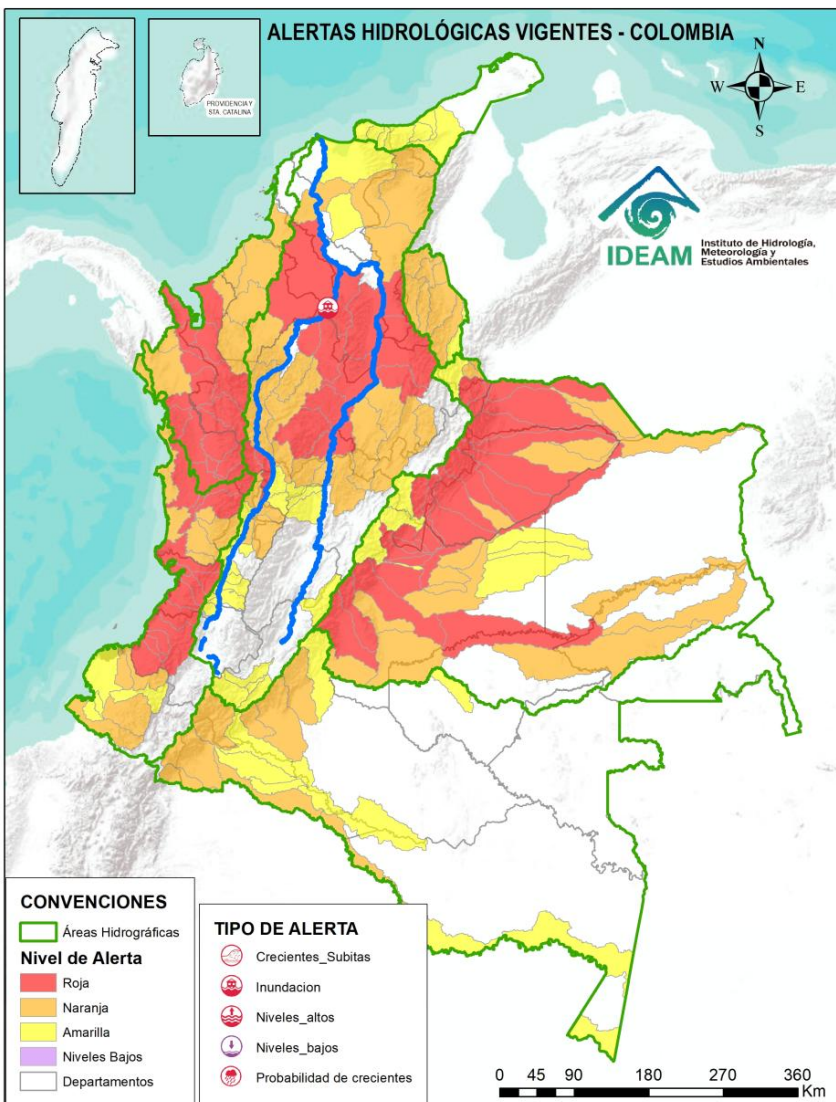 ALERTAS HIDROLÓGICAS VIGENTES - COLOMBIA
PROVIDENCIA Y
STA. CATALINA
N
W
E
S
IDEAM
Instituto de Hidrología,
Meteorología y
Estudios Ambientales
CONVENCIONES
Áreas Hidrográficas
Nivel de Alerta
Roja
Naranja
Amarilla
Niveles Bajos
Departamentos
TIPO DE ALERTA
Crecientes_Subitas
Inundacion
Niveles_altos
Niveles_bajos
Probabilidad de crecientes
0 45 90 180 270 360
Km